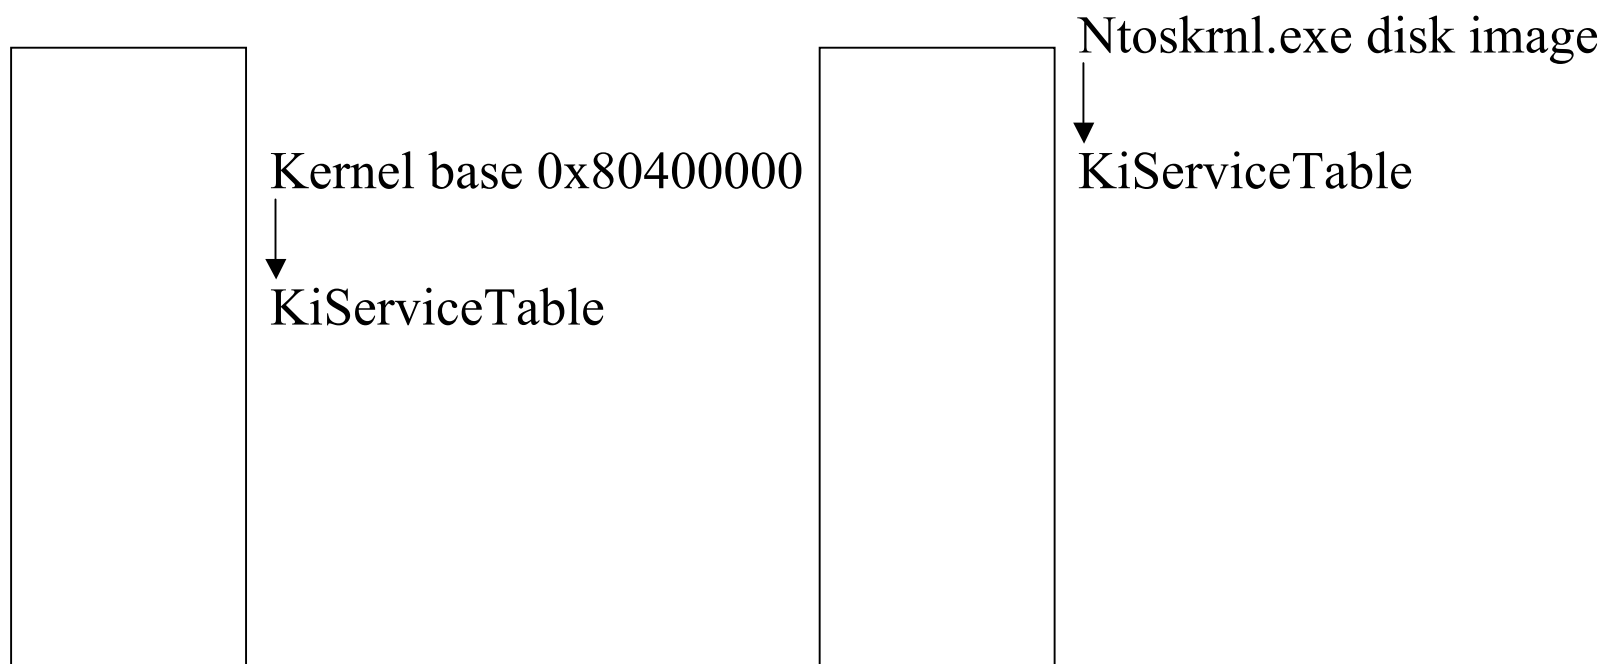 Kernel base 0x80400000
KiServiceTable
Ntoskrnl.exe disk image
KiServiceTable